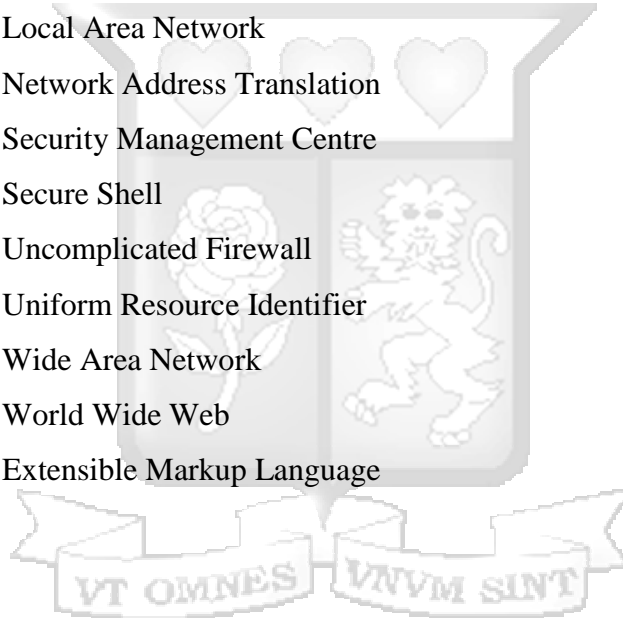 Local Area Network
Network Address Translation
Security Management Centre
Secure Shell
Uncomplicated Firewall
Uniform Resource Identifier
Wide Area Network
World Wide Web
Extensible Markup Language
VT OMNES VNVM SINT